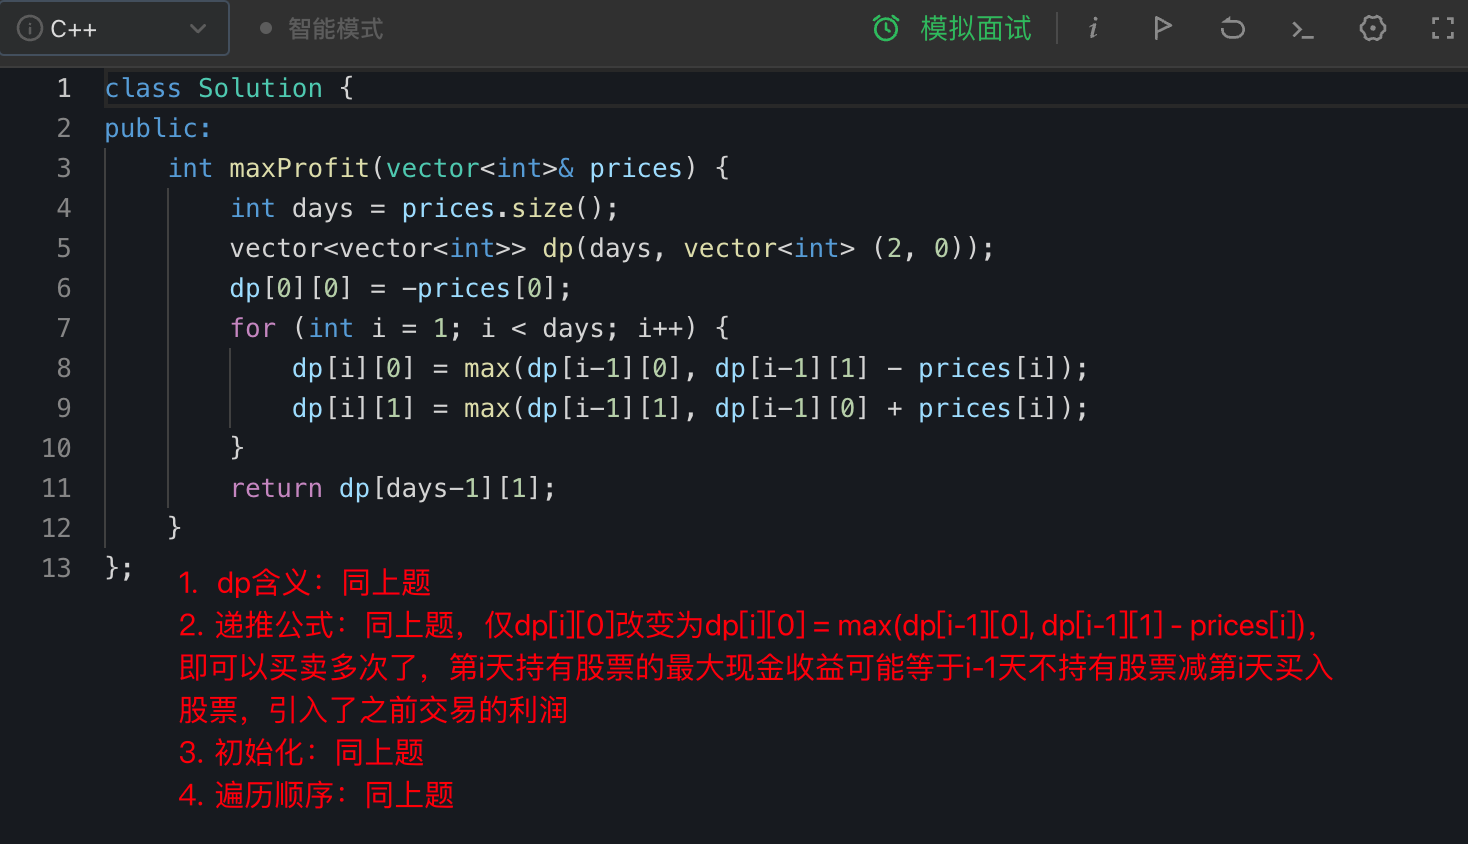 C++
智能模式
模拟面试
1 class Solution {
2 public:
3 int maxProfit(vector<int>& prices) {
4 int days = prices.size();
5 vector<vector<int>> dp(days, vector<int> (2, 0));
6 dp[0][0] = -prices[0];
7 for (int i = 1; i < days; i++) {
8 dp[i][0] = max(dp[i-1][0], dp[i-1][1] - prices[i]);
9 dp[i][1] = max(dp[i-1][1], dp[i-1][0] + prices[i]);
10 }
11 return dp[days-1][1];
12 }
13 };
1. dp含义：同上题
2. 递推公式：同上题，仅dp[i][0]改变为dp[i][0] = max(dp[i-1][0], dp[i-1][1] - prices[i])，
即可以买卖多次了，第i天持有股票的最大现金收益可能等于i-1天不持有股票减第i天买入
股票，引入了之前交易的利润
3. 初始化：同上题
4. 遍历顺序：同上题